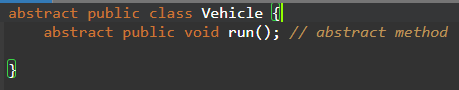 abstract public class Vehicle {
    abstract public void run(); // abstract method
}